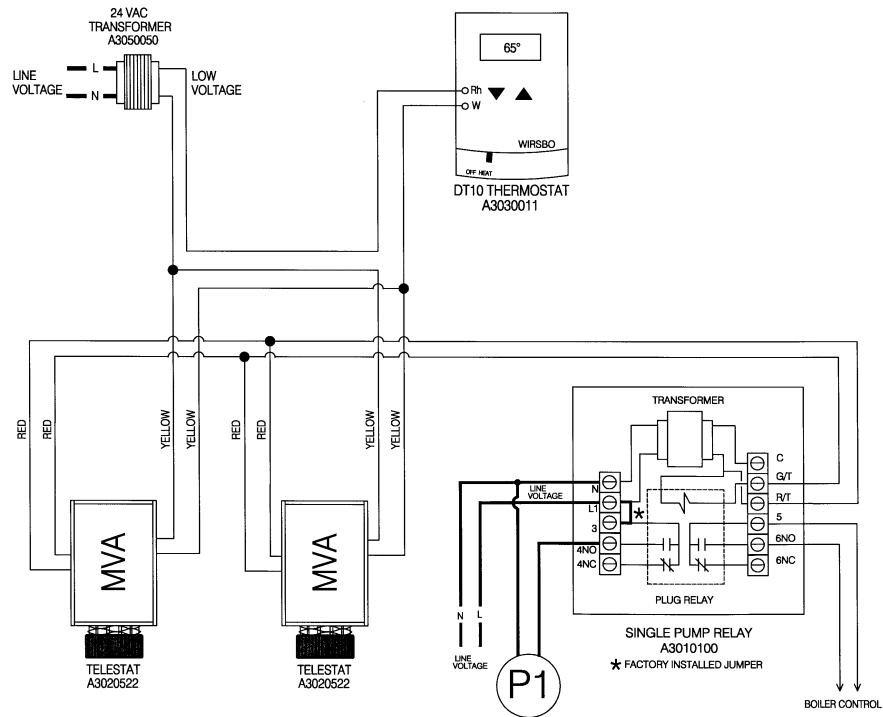 24 VAC
TRANSFORMER
A3050050
LINE
VOLTAGE
L
N
LOW
VOLTAGE
65°
Rh
W
WIRSBO
OFF HEAT
DT10 THERMOSTAT
A3030011
RED
RED
YELLOW
YELLOW
RED
RED
YELLOW
YELLOW
MVA
MVA
TELESTAT
A3020522
TELESTAT
A3020522
TRANSFORMER
N
L1
3
4NO
4NC
LINE
VOLTAGE
*
C
G/T
R/T
5
6NO
6NC
PLUG RELAY
N
L
LINE
VOLTAGE
P1
SINGLE PUMP RELAY
A3010100
* FACTORY INSTALLED JUMPER
BOILER CONTROL